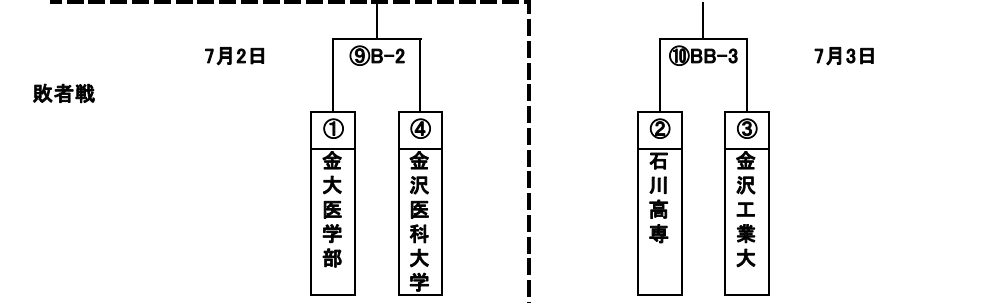 7月2日
⑨B-2
⑩BB-3
7月3日
敗者戦
①
④
②
③
金大医学部
金沢医科大学
石川高専
金沢工業大